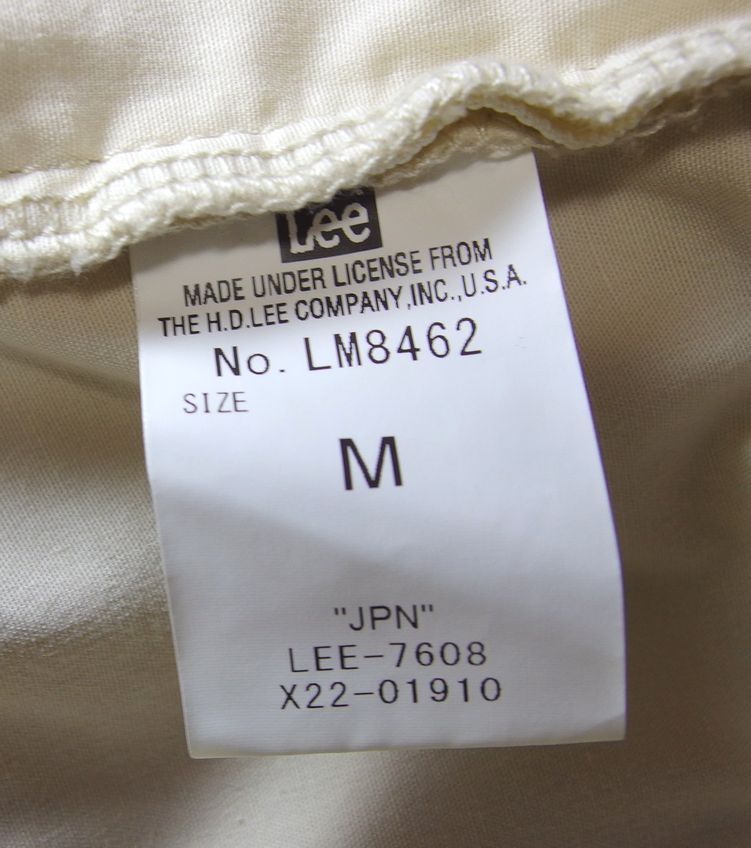 Lee
MADE UNDER LICENSE FROM
THE H.D.LEE COMPANY,INC.,U.S.A.
No. LM8462
SIZE
M
"JPN"
LEE-7608
X22-01910